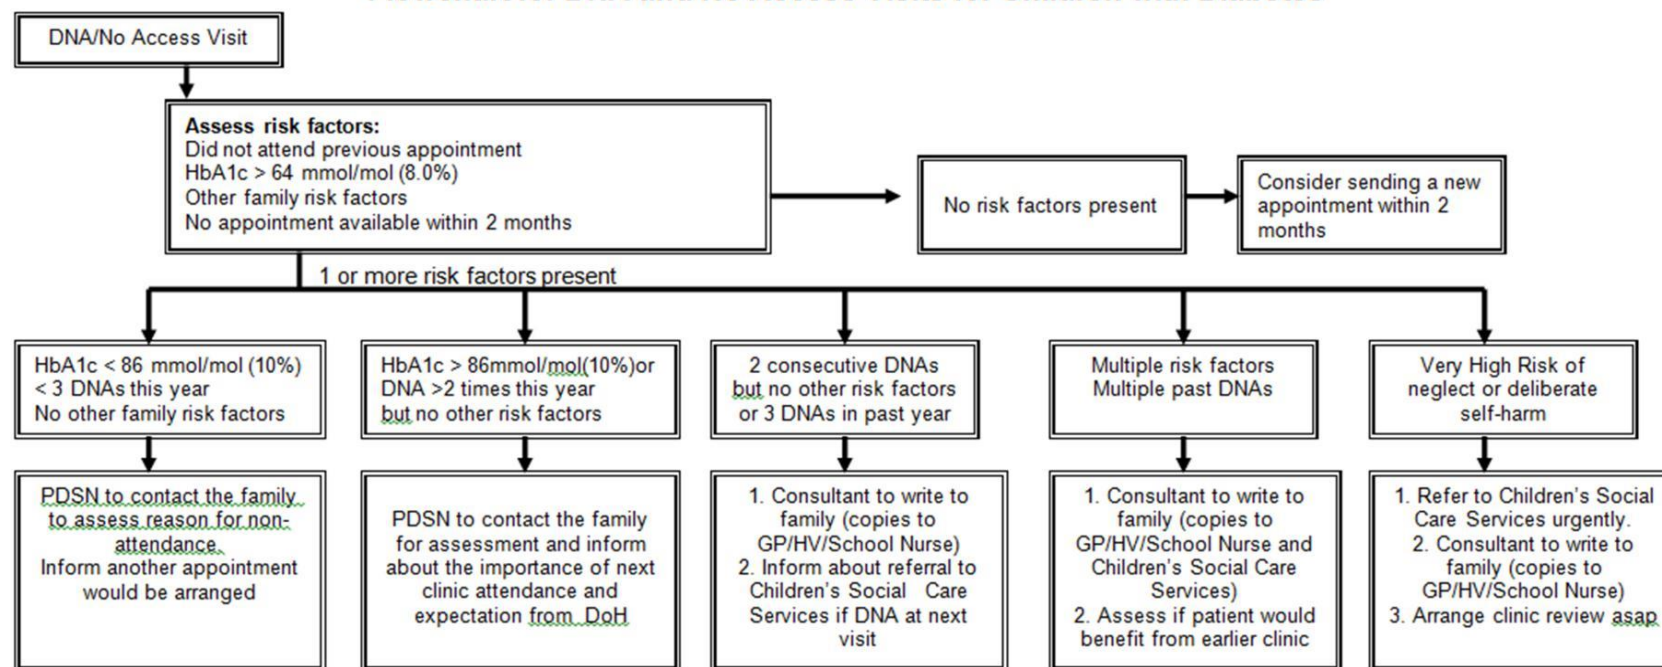 DNA/No Access Visit
Assess risk factors:
Did not attend previous appointment
HbA1c > 64 mmol/mol (8.0%)
Other family risk factors
No appointment available within 2 months
No risk factors present
Consider sending a new
appointment within 2
months
1 or more risk factors present
HbA1c < 86 mmol/mol (10%)
< 3 DNAs this year
No other family risk factors
HbA1c > 86mmol/mol(10%)or
DNA >2 times this year
but no other risk factors
2 consecutive DNAs
but no other risk factors
or 3 DNAs in past year
Multiple risk factors
Multiple past DNAs
Very High Risk of
neglect or deliberate
self-harm
PDSN to contact the family
to assess reason for non-
attendance.
Inform another appointment
would be arranged
PDSN to contact the family
for assessment and inform
about the importance of next
clinic attendance and
expectation from DoH
1. Consultant to write to
family (copies to
GP/HV/School Nurse)
2. Inform about referral to
Children's Social Care
Services if DNA at next
visit
1. Consultant to write to
family (copies to
GP/HV/School Nurse and
Children's Social Care
Services)
2. Assess if patient would
benefit from earlier clinic
1. Refer to Children's Social
Care Services urgently.
2. Consultant to write to
family (copies to
GP/HV/School Nurse)
3. Arrange clinic review asap